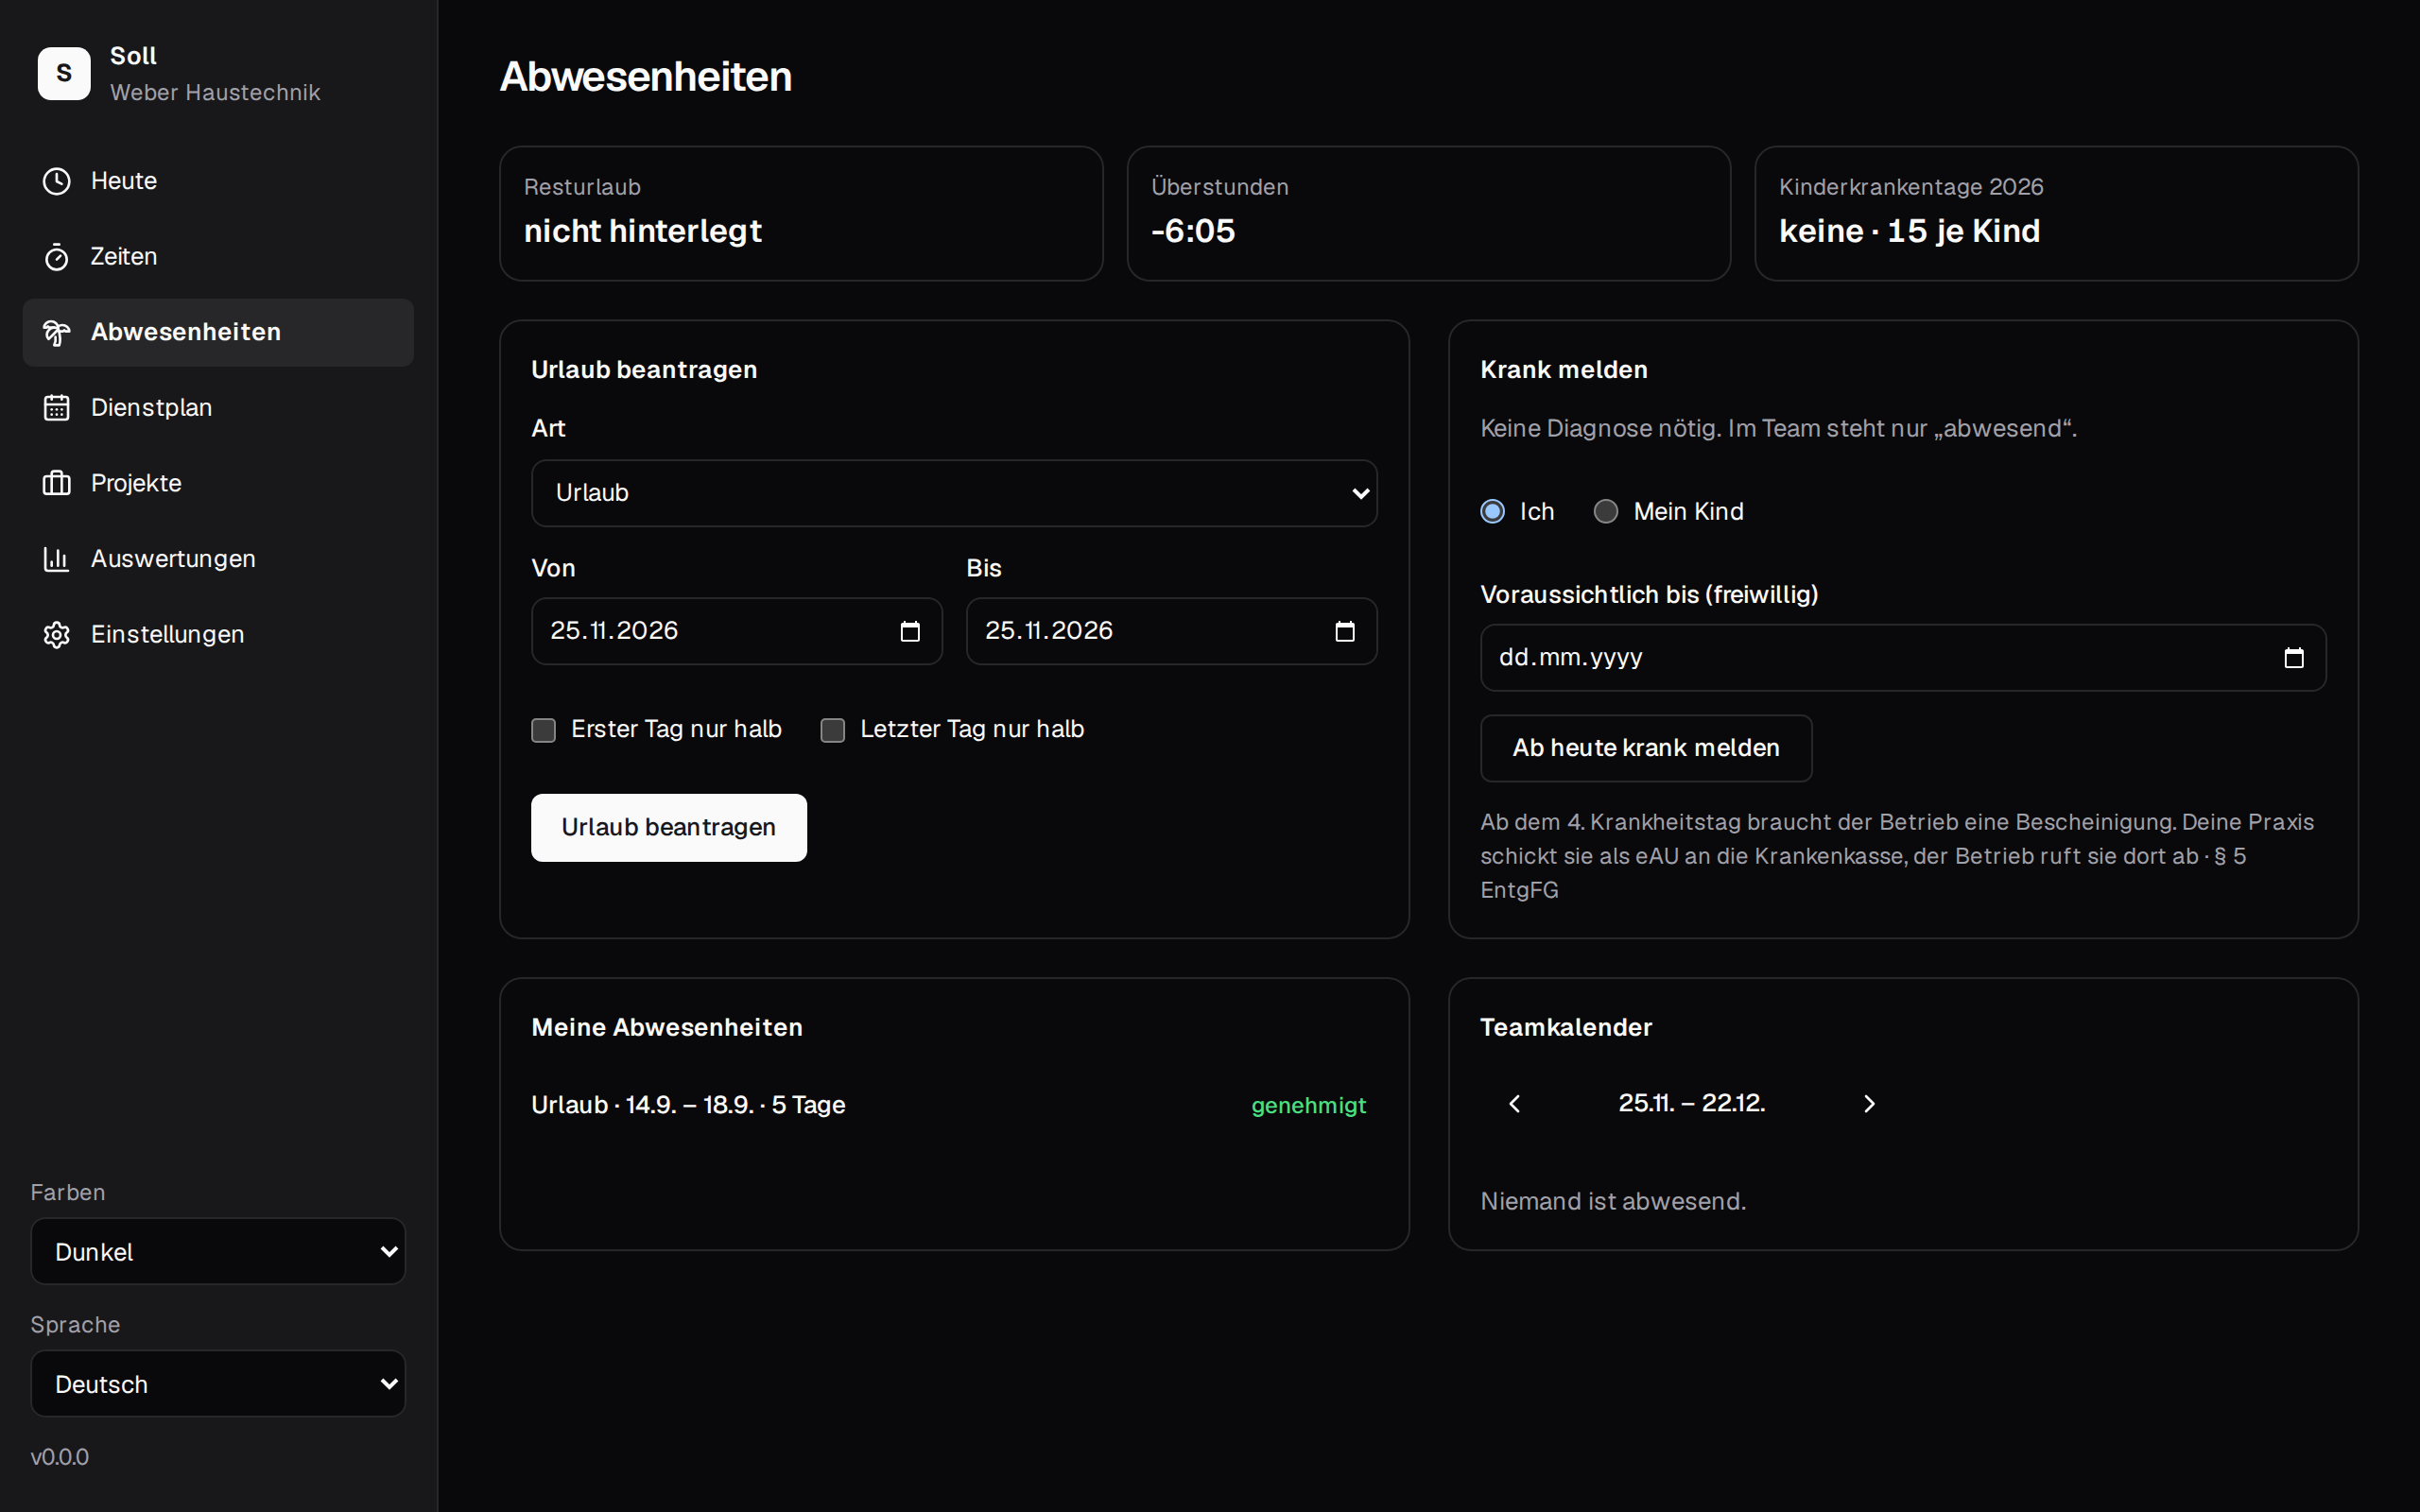 S
Soll
Weber Haustechnik
Heute
Zeiten
Abwesenheiten
Dienstplan
Projekte
Auswertungen
Einstellungen
Farben
Dunkel
Sprache
Deutsch
v0.0.0
Abwesenheiten
Resturlaub
nicht hinterlegt
Überstunden
-6:05
Kinderkrankentage 2026
keine · 15 je Kind
Urlaub beantragen
Art
Urlaub
Von
Bis
25.11.2026
25.11.2026
Erster Tag nur halb
Letzter Tag nur halb
Urlaub beantragen
Krank melden
Keine Diagnose nötig. Im Team steht nur „abwesend“.
Ich
Mein Kind
Voraussichtlich bis (freiwillig)
dd.mm.yyyy
Ab heute krank melden
Ab dem 4. Krankheitstag braucht der Betrieb eine Bescheinigung. Deine Praxis
schickt sie als eAU an die Krankenkasse, der Betrieb ruft sie dort ab · § 5
EntgFG
Meine Abwesenheiten
Urlaub · 14.9. – 18.9. · 5 Tage
genehmigt
Teamkalender
25.11. – 22.12.
Niemand ist abwesend.